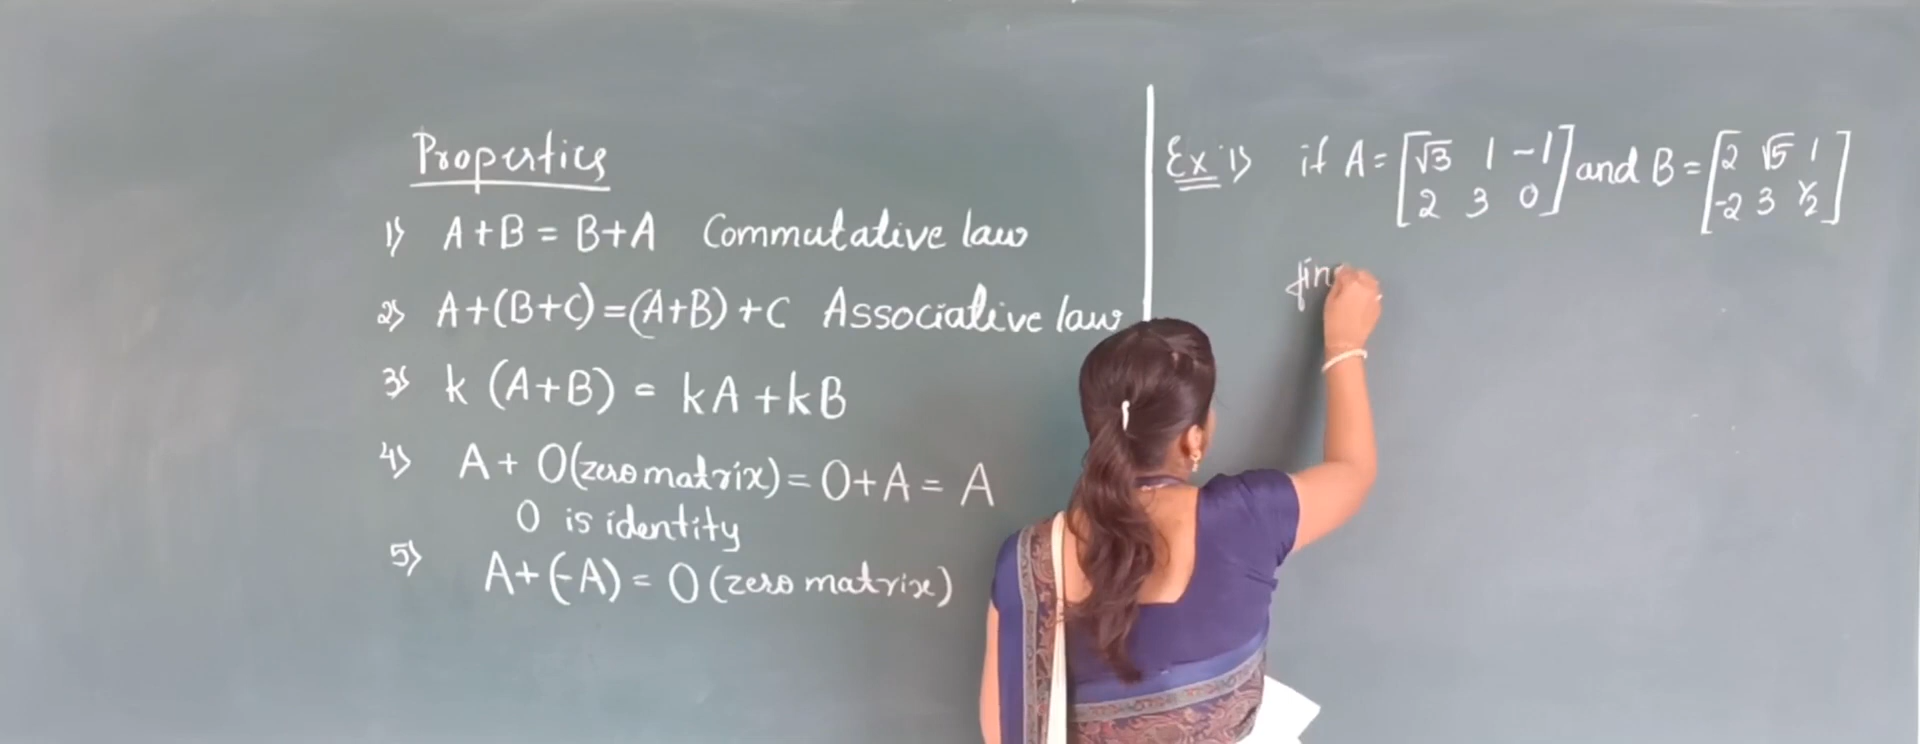 Properties
1) A+B = B+A Commutative law
2) A+(B+C)=(A+B)+C Associative law
3) k (A+B) = kA+kB
4) A+ O(zero matrix)= O+A = A
O is identity
5) A+(-A)= O (zero matrix)
Ex:1) if A=[√3 1 -1 and B=[2 √5 1
2 3 0] -2 3 1/2]
fin